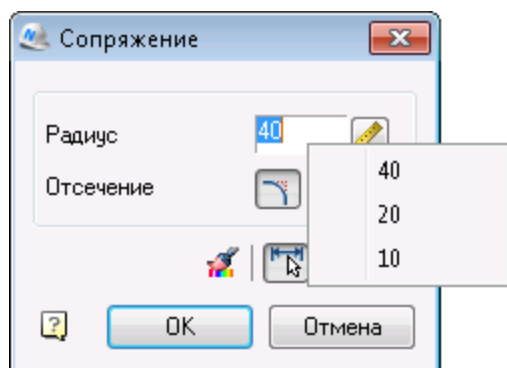 Сопряжение
Радиус 40
40
Отсечение
20
10
? OK Отмена